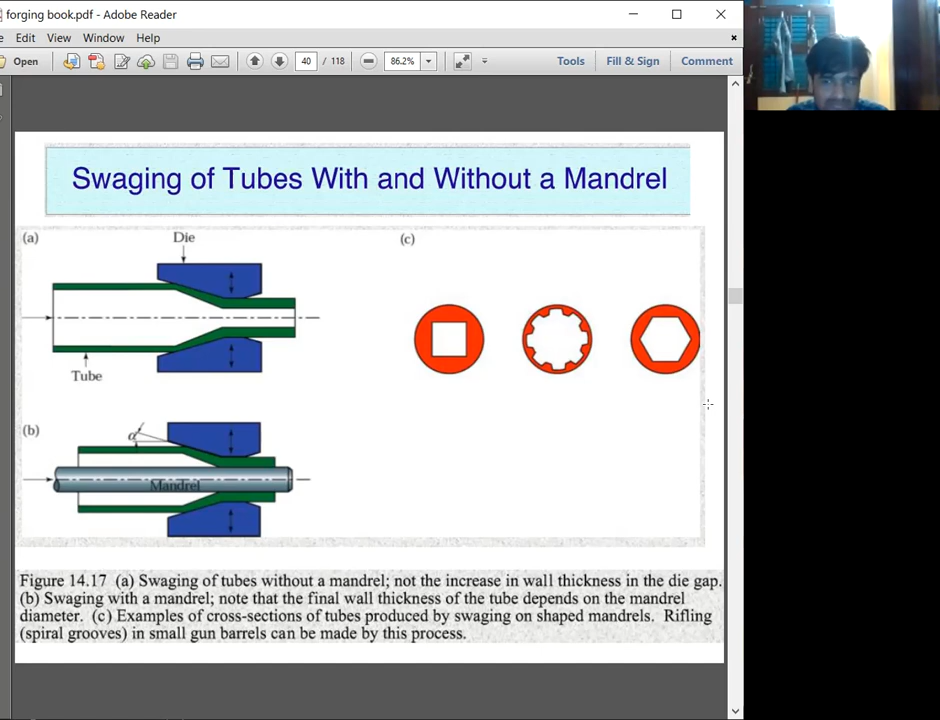 forging book.pdf - Adobe Reader
Edit View Window Help
Open 40 / 118 86.2% Tools Fill & Sign Comment
Swaging of Tubes With and Without a Mandrel
(a) Die (c)
Tube
(b) α
Mandrel
Figure 14.17 (a) Swaging of tubes without a mandrel; not the increase in wall thickness in the die gap.
(b) Swaging with a mandrel; note that the final wall thickness of the tube depends on the mandrel
diameter. (c) Examples of cross-sections of tubes produced by swaging on shaped mandrels. Rifling
(spiral grooves) in small gun barrels can be made by this process.